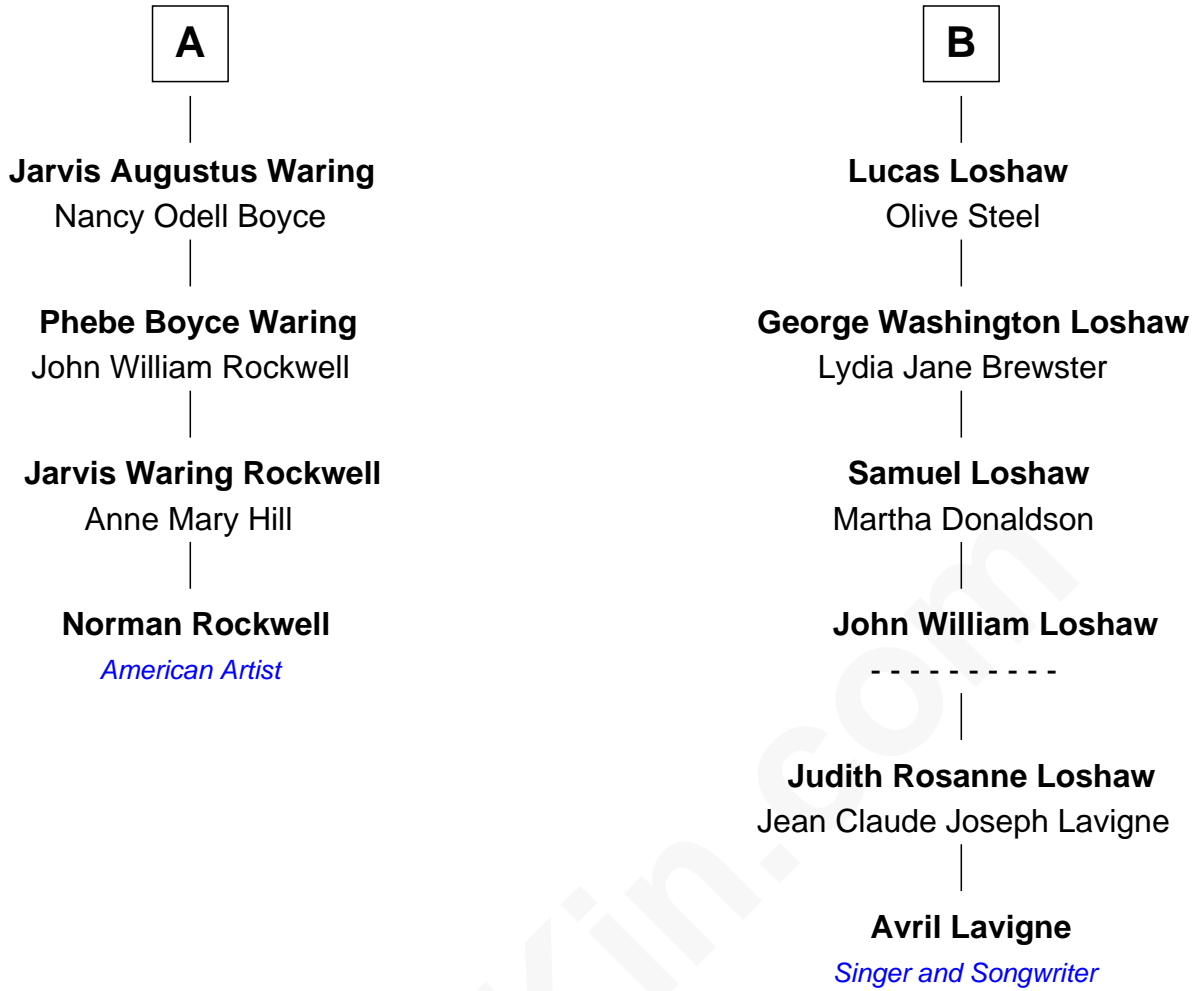 A
Jarvis Augustus Waring
Nancy Odell Boyce
Phebe Boyce Waring
John William Rockwell
Jarvis Waring Rockwell
Anne Mary Hill
Norman Rockwell
American Artist
B
Lucas Loshaw
Olive Steel
George Washington Loshaw
Lydia Jane Brewster
Samuel Loshaw
Martha Donaldson
John William Loshaw
- - - - - - - - - -
Judith Rosanne Loshaw
Jean Claude Joseph Lavigne
Avril Lavigne
Singer and Songwriter
Kin.com